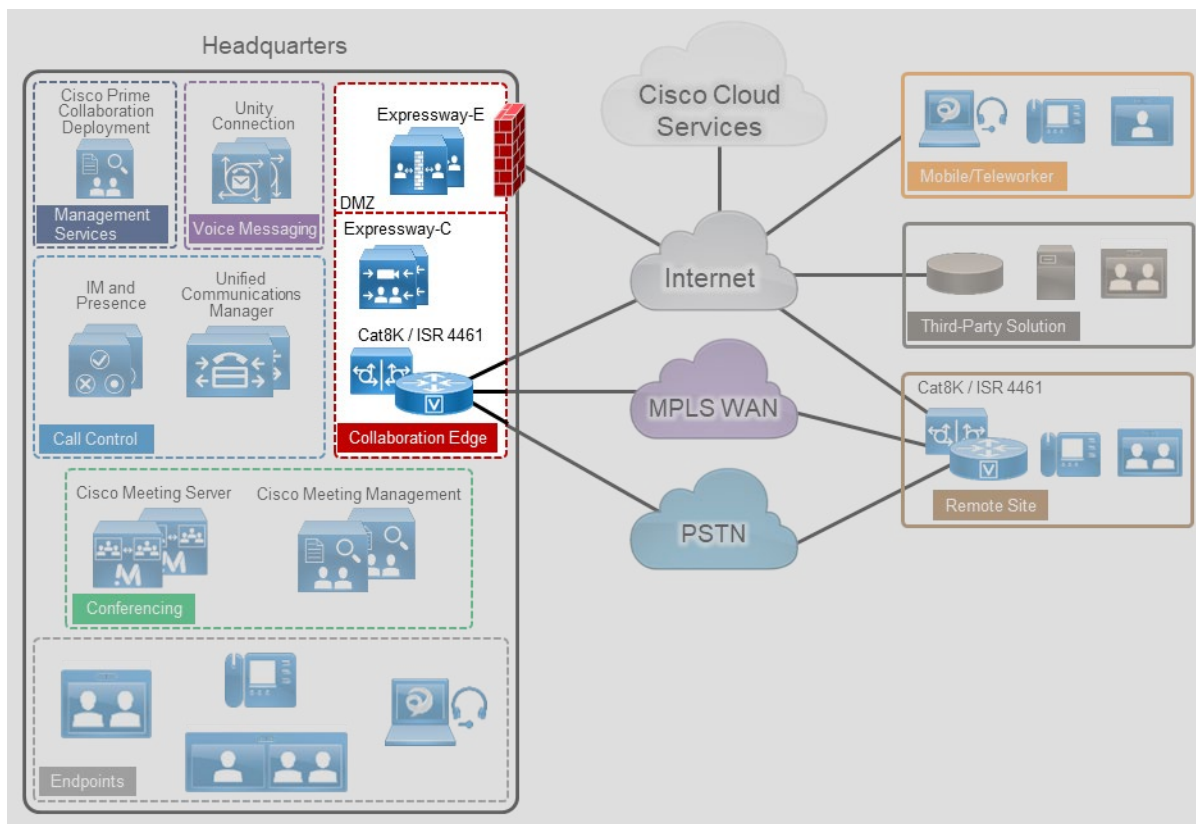 Headquarters
Cisco Prime
Collaboration
Deployment
Management
Services
Unity
Connection
Voice Messaging
Expressway-E
DMZ
Expressway-C
Cat8K / ISR 4461
V
Collaboration Edge
IM and
Presence
Unified
Communications
Manager
Call Control
Cisco Meeting Server
M
M
Cisco Meeting Management
Conferencing
Endpoints
Cisco Cloud
Services
Internet
MPLS WAN
PSTN
Mobile/Teleworker
Third-Party Solution
Cat8K / ISR 4461
V
Remote Site